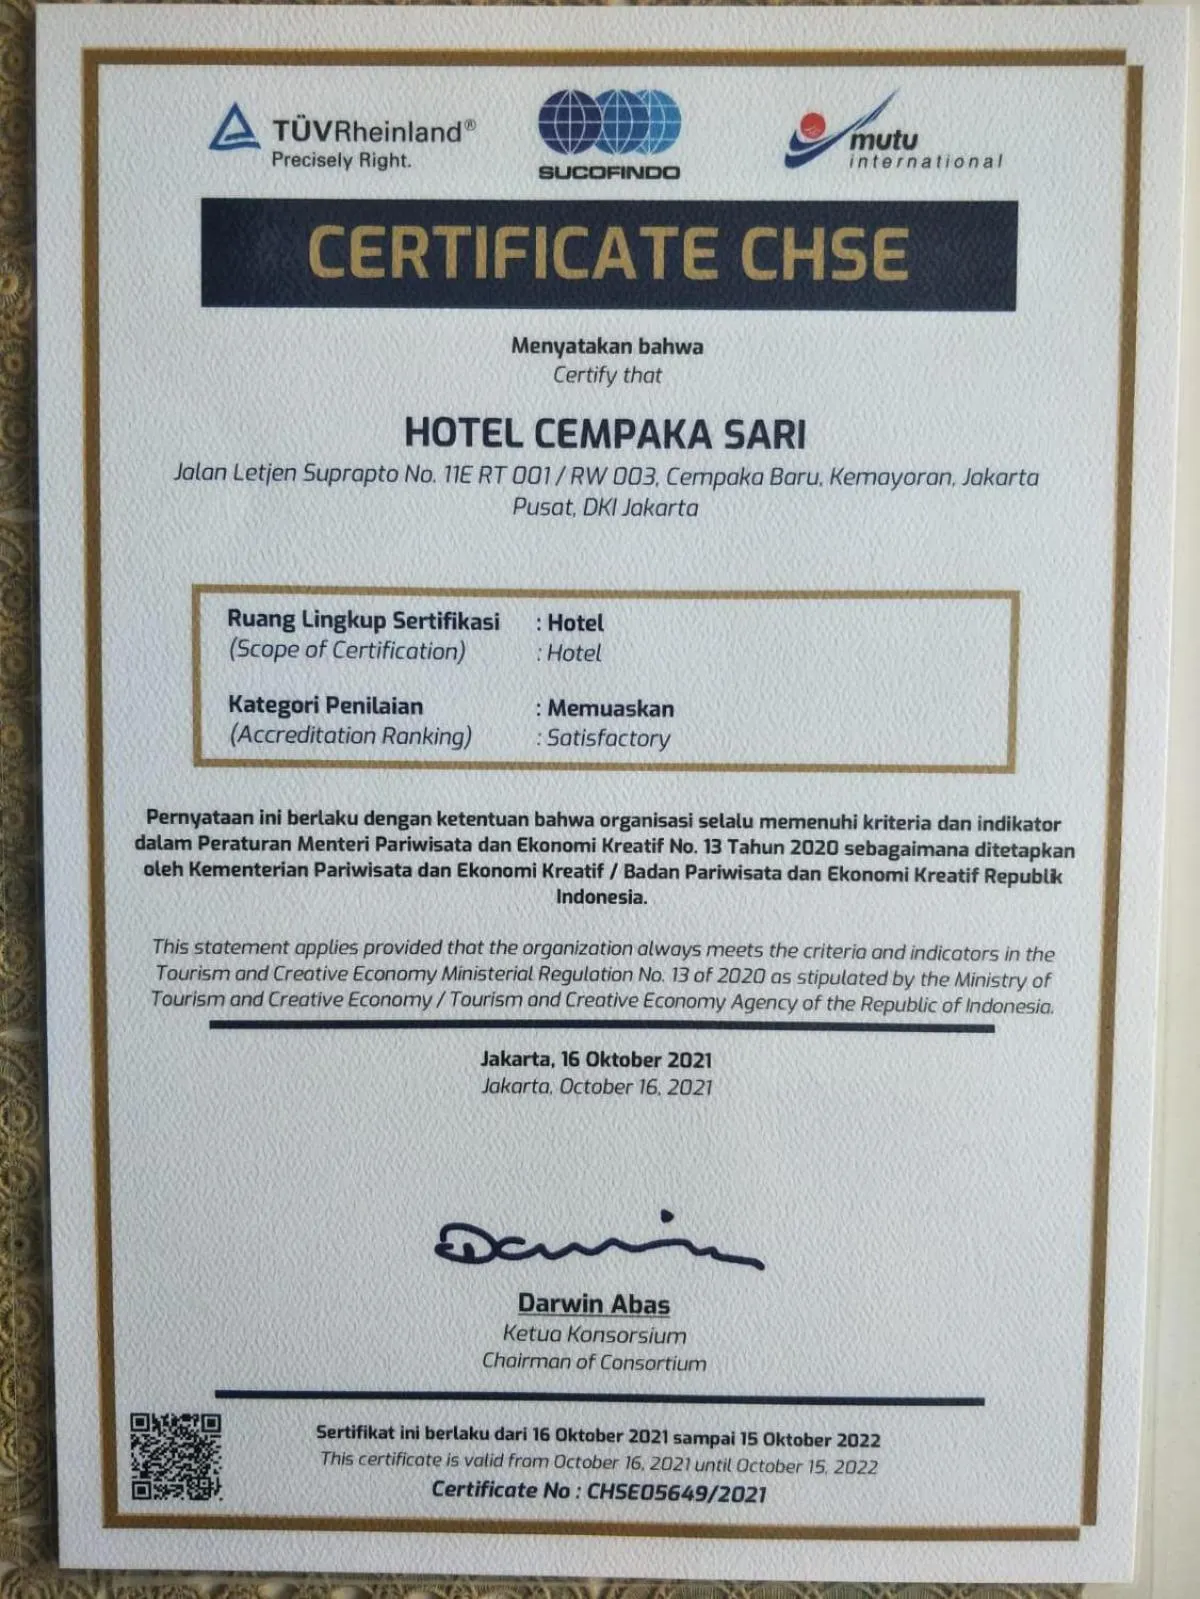 TÜVRheinland®
Precisely Right.
SUCOFINDO
mutu
international
CERTIFICATE CHSE
Menyatakan bahwa
Certify that
HOTEL CEMPAKA SARI
Jalan Letjen Suprapto No. 11E RT 001 / RW 003, Cempaka Baru, Kemayoran, Jakarta
Pusat, DKI Jakarta
Ruang Lingkup Sertifikasi : Hotel
(Scope of Certification) : Hotel
Kategori Penilaian : Memuaskan
(Accreditation Ranking) : Satisfactory
Pernyataan ini berlaku dengan ketentuan bahwa organisasi selalu memenuhi kriteria dan indikator
dalam Peraturan Menteri Pariwisata dan Ekonomi Kreatif No. 13 Tahun 2020 sebagaimana ditetapkan
oleh Kementerian Pariwisata dan Ekonomi Kreatif / Badan Pariwisata dan Ekonomi Kreatif Republik
Indonesia.
This statement applies provided that the organization always meets the criteria and indicators in the
Tourism and Creative Economy Ministerial Regulation No. 13 of 2020 as stipulated by the Ministry of
Tourism and Creative Economy / Tourism and Creative Economy Agency of the Republic of Indonesia.
Jakarta, 16 Oktober 2021
Jakarta, October 16, 2021
Darwin
Darwin Abas
Ketua Konsorsium
Chairman of Consortium
Sertifikat ini berlaku dari 16 Oktober 2021 sampai 15 Oktober 2022
This certificate is valid from October 16, 2021 until October 15, 2022
Certificate No : CHSE05649/2021